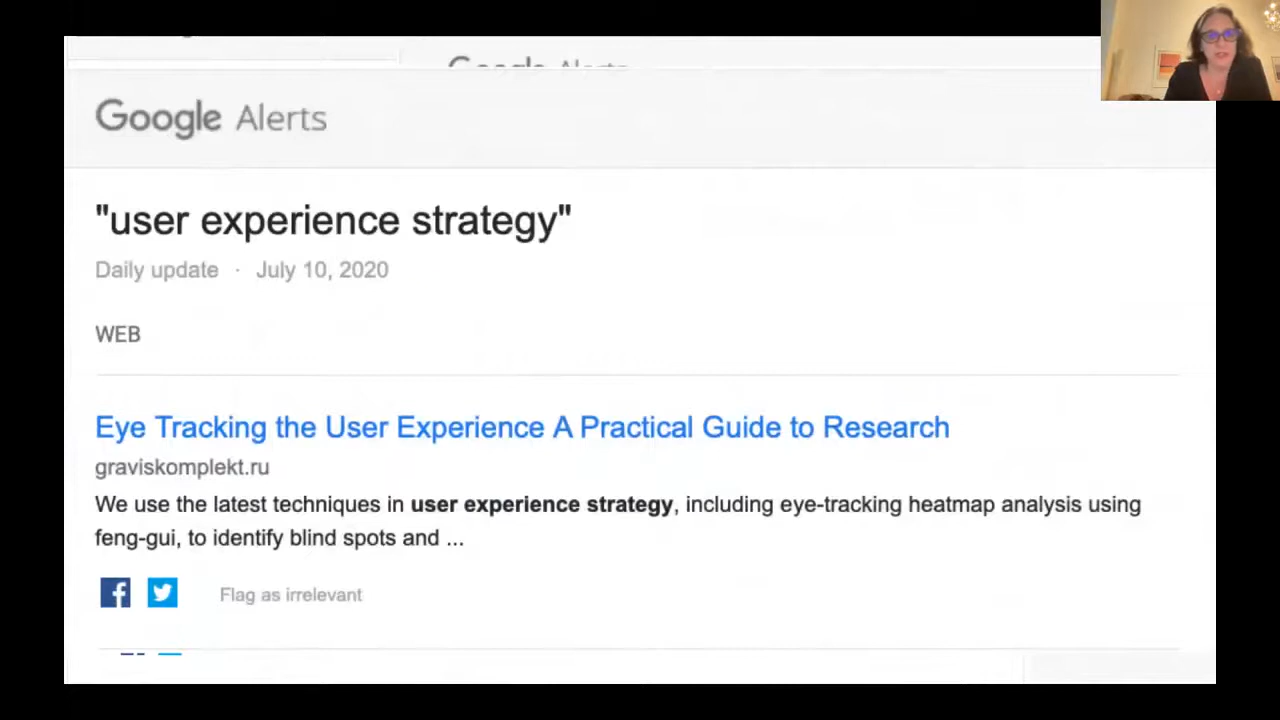 Google Alerts
Google Alerts
"user experience strategy"
Daily update · July 10, 2020
WEB
Eye Tracking the User Experience A Practical Guide to Research
graviskomplekt.ru
We use the latest techniques in user experience strategy, including eye-tracking heatmap analysis using
feng-gui, to identify blind spots and ...
Flag as irrelevant